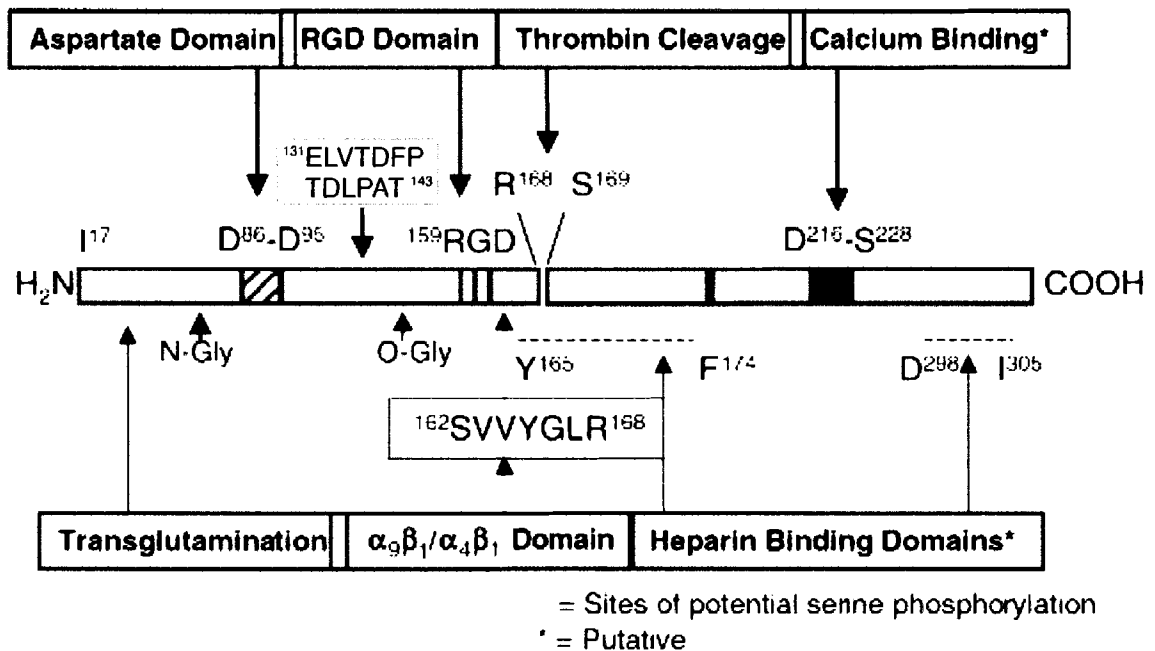 Aspartate Domain RGD Domain Thrombin Cleavage Calcium Binding*
¹³¹ELVTDFP
TDLPAT ¹⁴³
R¹⁶⁸ S¹⁶⁹
I¹⁷ D⁸⁶-D⁹⁵ ¹⁵⁹RGD D²¹⁶-S²²⁸
H₂N COOH
N-Gly O-Gly
Y¹⁶⁵ F¹⁷⁴ D²⁹⁸ I³⁰⁵
¹⁶²SVVYGLR¹⁶⁸
Transglutamination α₉β₁/α₄β₁ Domain Heparin Binding Domains*
= Sites of potential serine phosphorylation
* = Putative